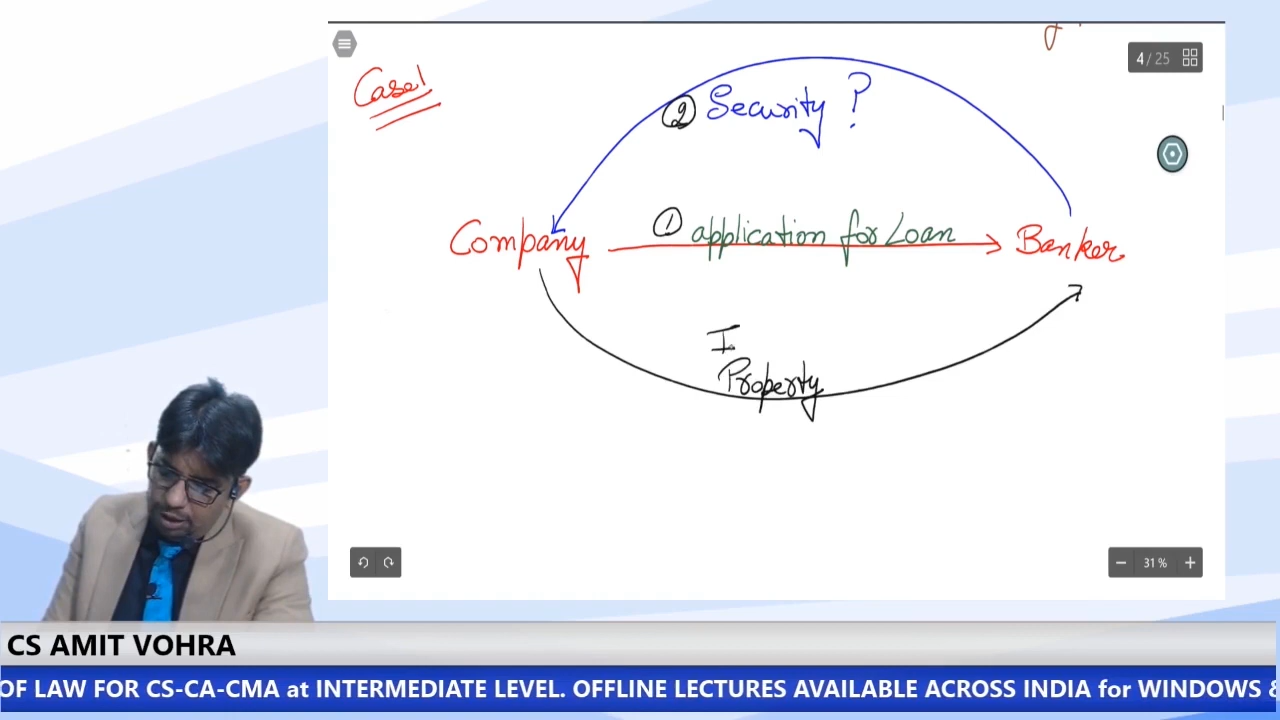 4 / 25
Case1
② Security ?
① application for Loan
Company
Banker
I
Property
31 %
CS AMIT VOHRA
OF LAW FOR CS-CA-CMA at INTERMEDIATE LEVEL. OFFLINE LECTURES AVAILABLE ACROSS INDIA for WINDOWS &